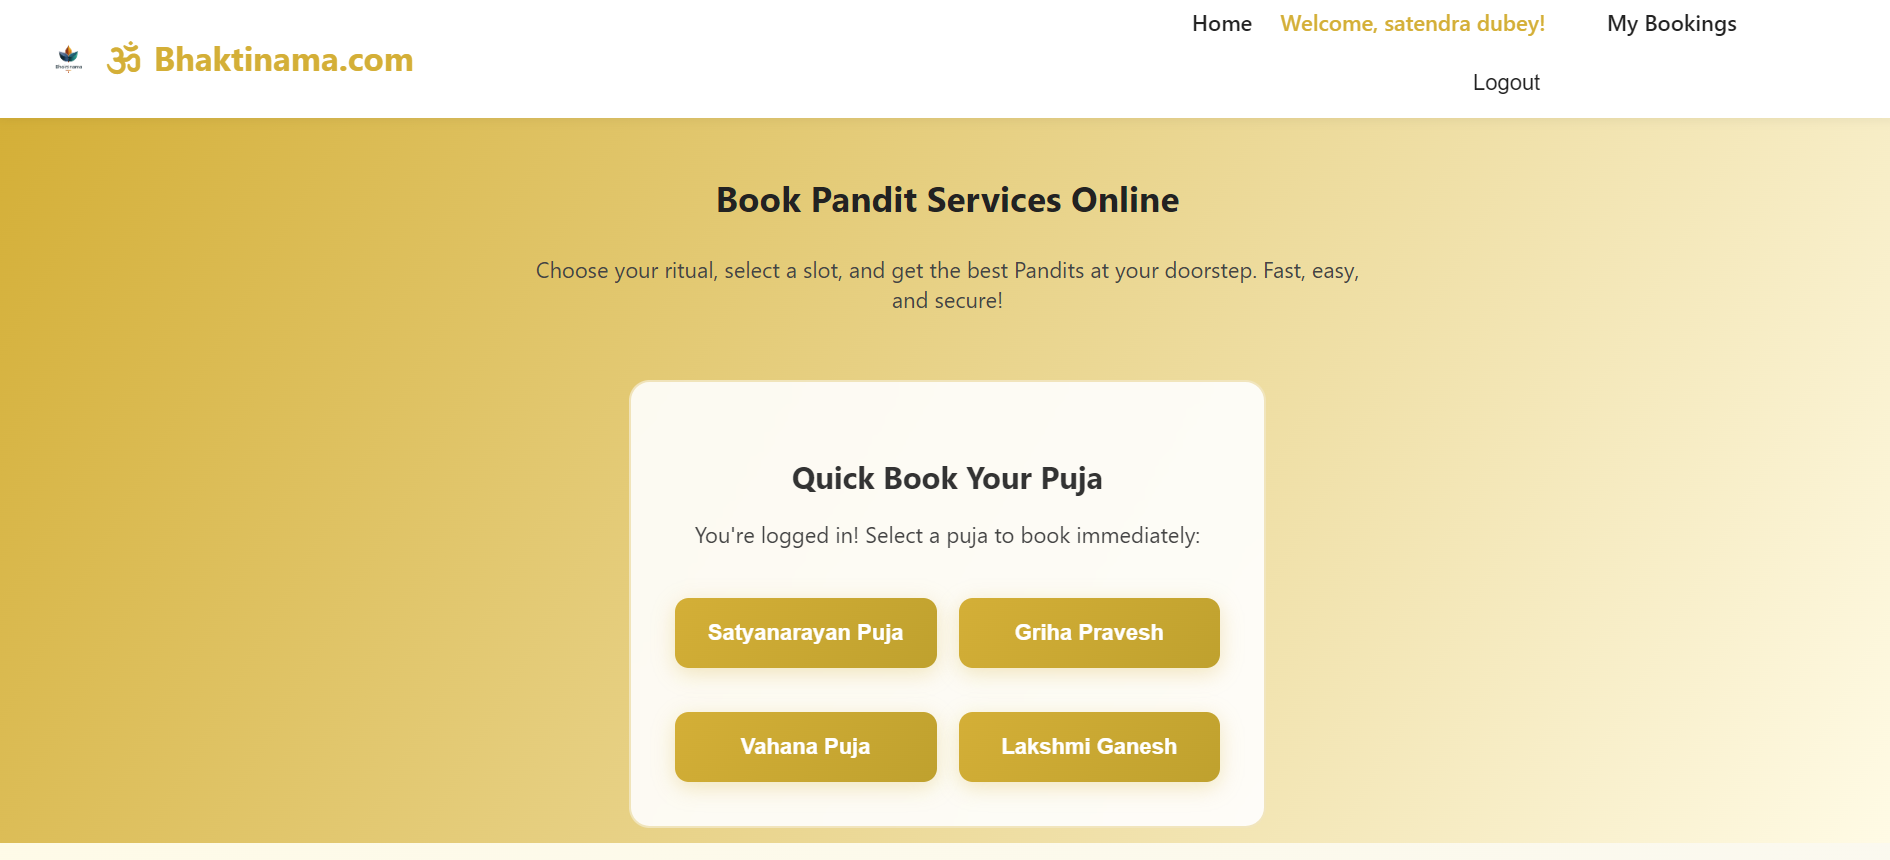 Home Welcome, satendra dubey! My Bookings
ॐ Bhaktinama.com
Logout
Book Pandit Services Online
Choose your ritual, select a slot, and get the best Pandits at your doorstep. Fast, easy,
and secure!
Quick Book Your Puja
You're logged in! Select a puja to book immediately:
Satyanarayan Puja Griha Pravesh
Vahana Puja Lakshmi Ganesh